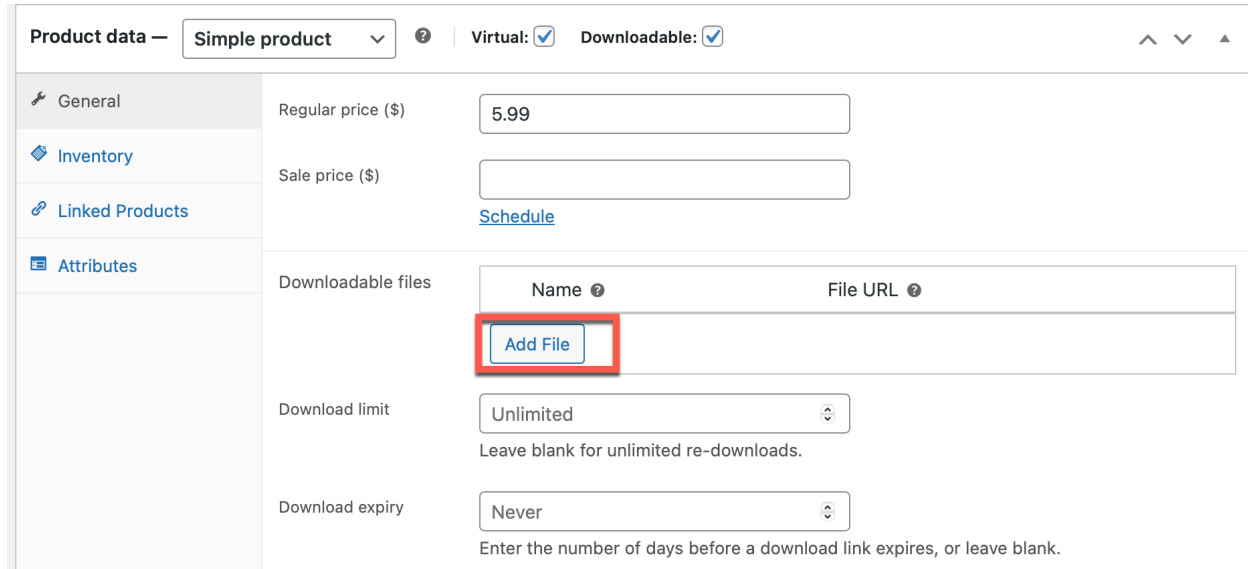 Product data — Simple product Virtual: Downloadable:
General
Inventory
Linked Products
Attributes
Regular price ($) 5.99
Sale price ($)
Schedule
Downloadable files Name File URL
Add File
Download limit Unlimited
Leave blank for unlimited re-downloads.
Download expiry Never
Enter the number of days before a download link expires, or leave blank.